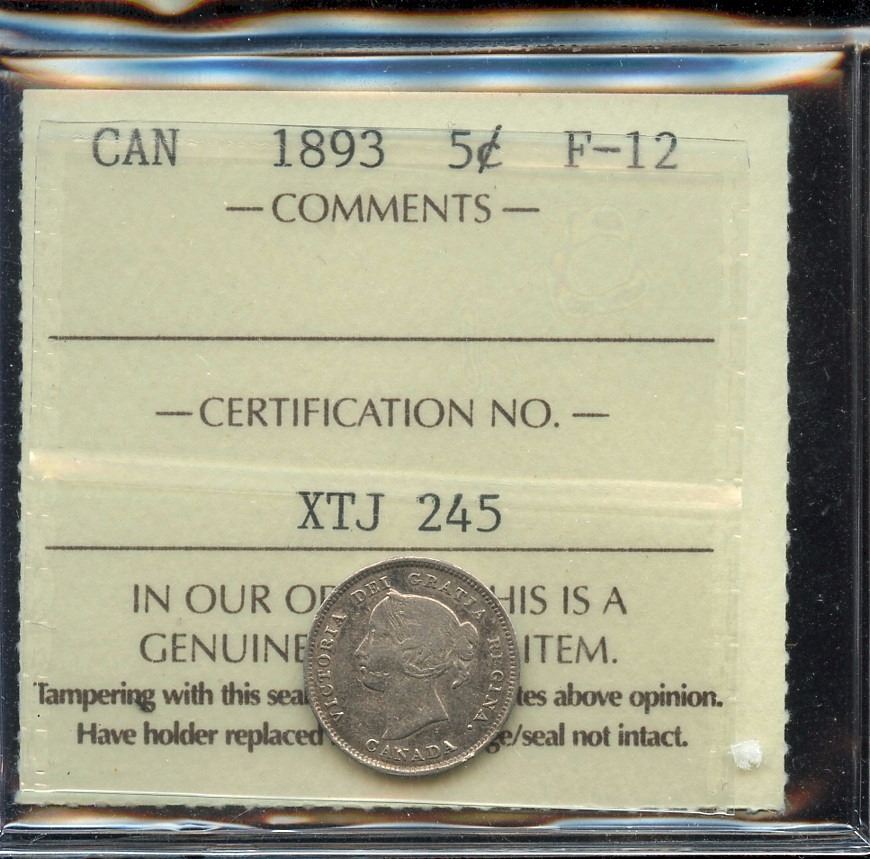 CAN 1893 5¢ F-12
— COMMENTS —
— CERTIFICATION NO. —
XTJ 245
IN OUR HIS IS A
GENUINE ITEM.
Tampering with this above opinion.
Have holder replaced /seal not intact.
VICTORIA DEI GRATIA REGINA.
CANADA